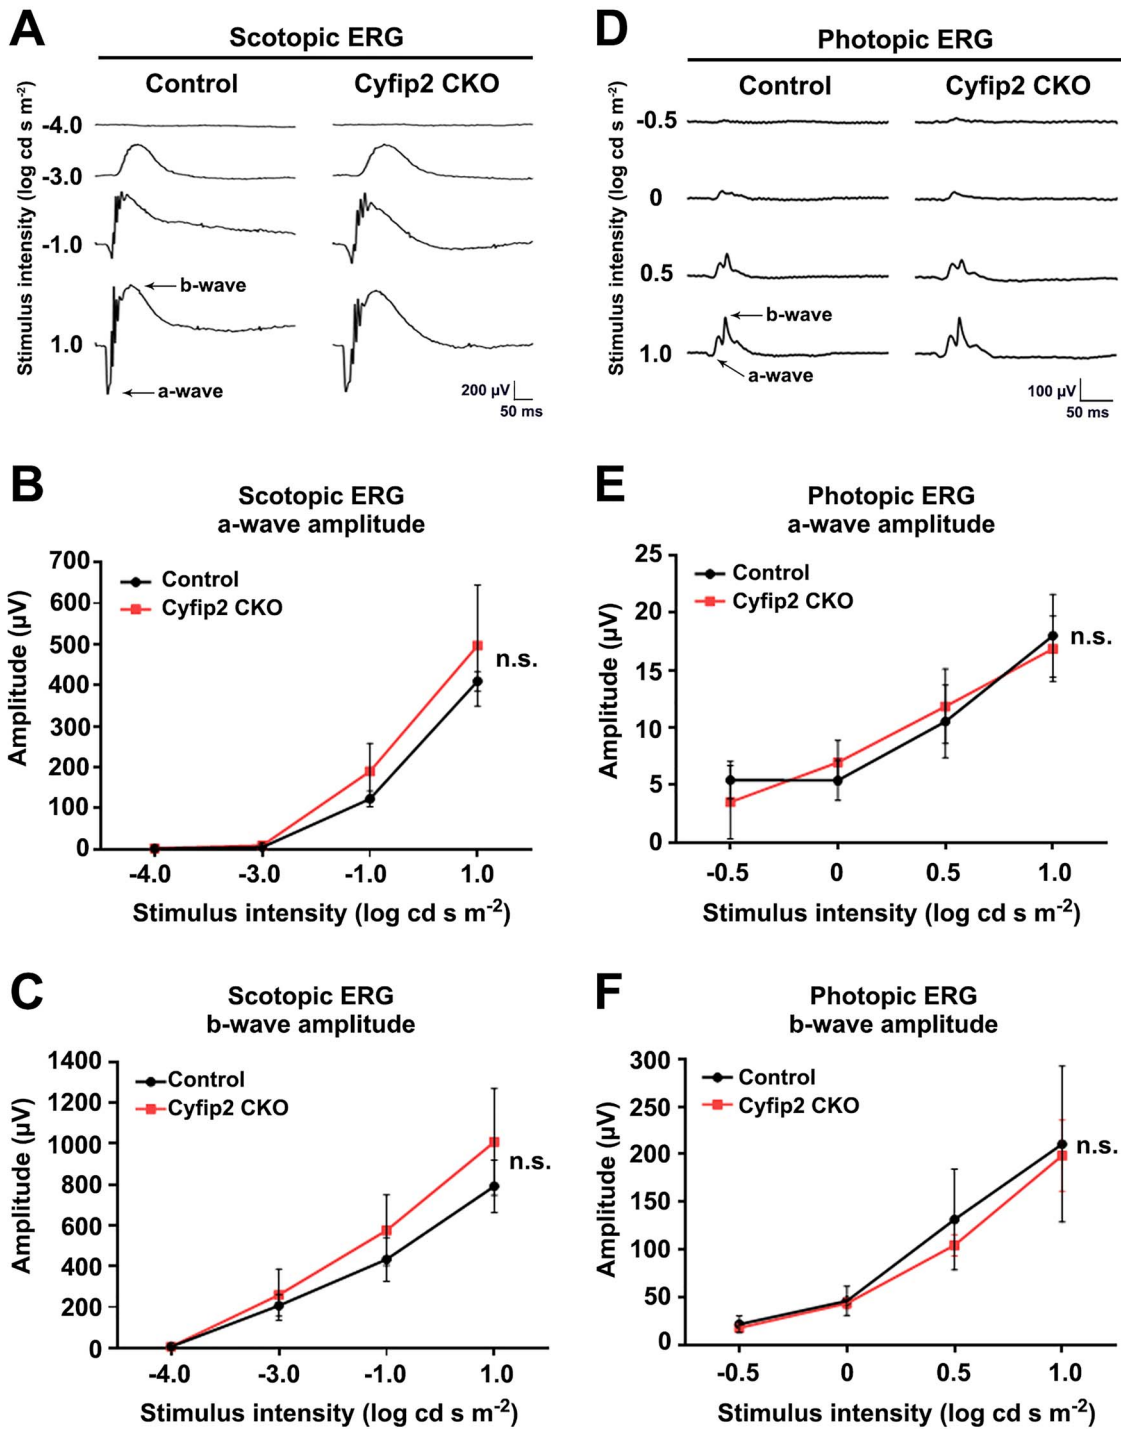 A
Scotopic ERG
Control
Cyfip2 CKO
Stimulus intensity (log cd s m-2)
-4.0
-3.0
-1.0
1.0
b-wave
a-wave
200 μV
50 ms
D
Photopic ERG
Control
Cyfip2 CKO
Stimulus intensity (log cd s m-2)
-0.5
0
0.5
1.0
b-wave
a-wave
100 μV
50 ms
B
Scotopic ERG
a-wave amplitude
Amplitude (μV)
700
600
500
400
300
200
100
0
Control
Cyfip2 CKO
n.s.
-4.0 -3.0 -1.0 1.0
Stimulus intensity (log cd s m-2)
E
Photopic ERG
a-wave amplitude
Amplitude (μV)
25
20
15
10
5
0
Control
Cyfip2 CKO
n.s.
-0.5 0 0.5 1.0
Stimulus intensity (log cd s m-2)
C
Scotopic ERG
b-wave amplitude
Amplitude (μV)
1400
1200
1000
800
600
400
200
0
Control
Cyfip2 CKO
n.s.
-4.0 -3.0 -1.0 1.0
Stimulus intensity (log cd s m-2)
F
Photopic ERG
b-wave amplitude
Amplitude (μV)
300
250
200
150
100
50
0
Control
Cyfip2 CKO
n.s.
-0.5 0 0.5 1.0
Stimulus intensity (log cd s m-2)